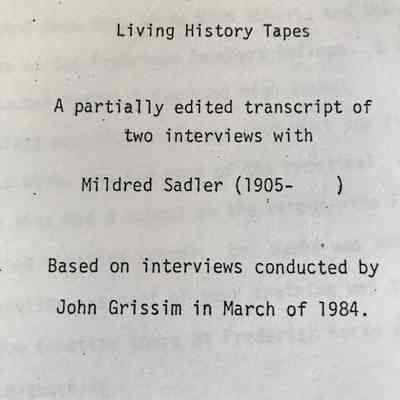 Living History Tapes
A partially edited transcript of
two interviews with
Mildred Sadler (1905-    )
Based on interviews conducted by
John Grissim in March of 1984.